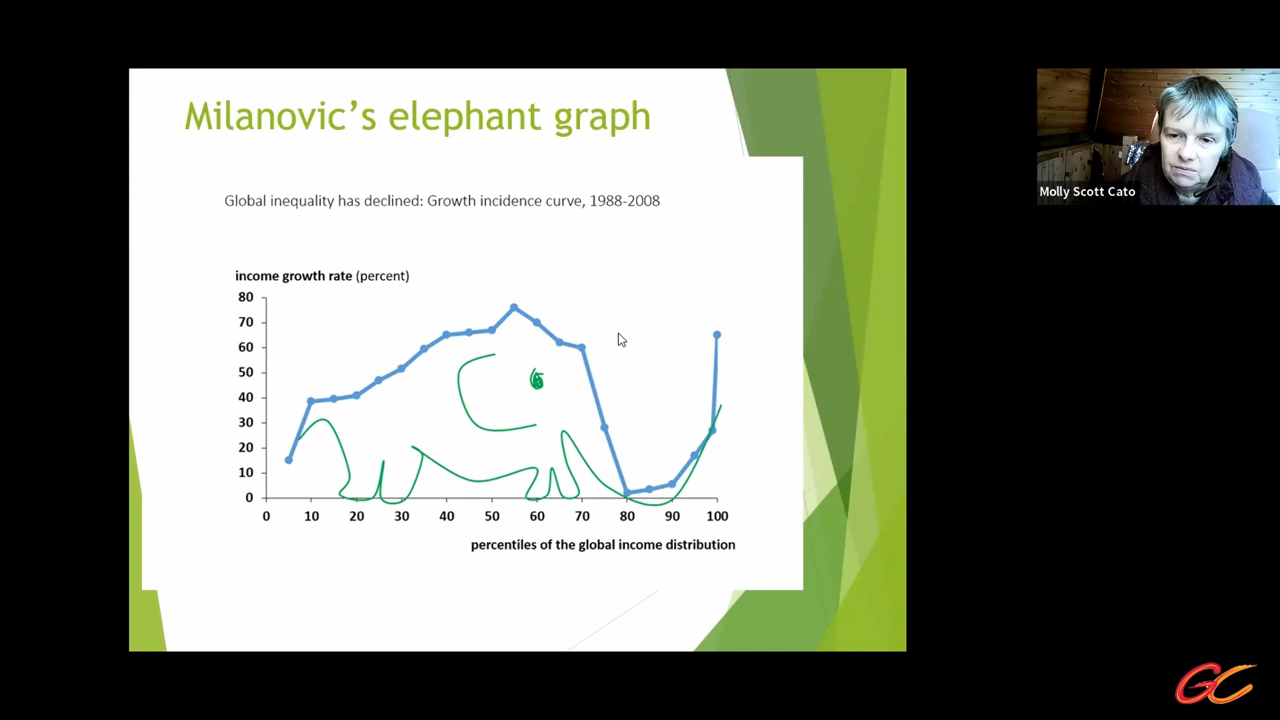 Milanovic's elephant graph
Global inequality has declined: Growth incidence curve, 1988-2008
income growth rate (percent)
80
70
60
50
40
30
20
10
0
0 10 20 30 40 50 60 70 80 90 100
percentiles of the global income distribution
Molly Scott Cato
GC